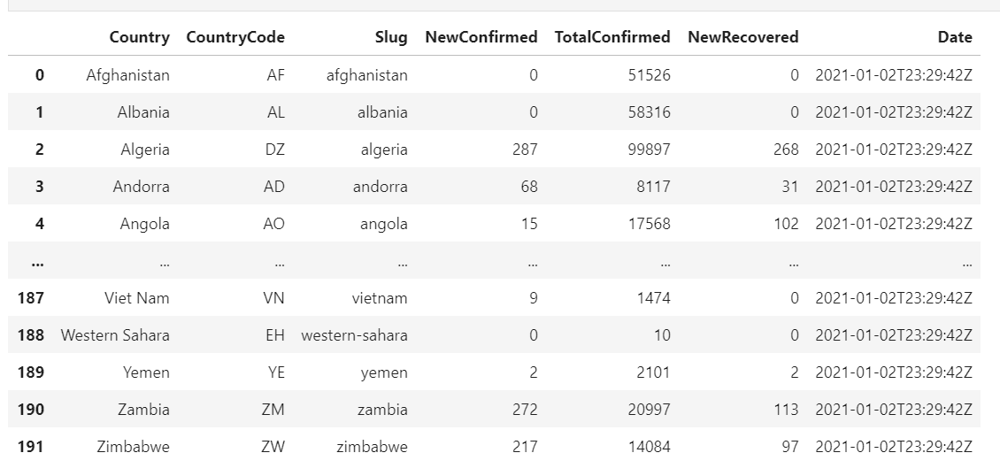 Country CountryCode Slug NewConfirmed TotalConfirmed NewRecovered Date
0 Afghanistan AF afghanistan 0 51526 0 2021-01-02T23:29:42Z
1 Albania AL albania 0 58316 0 2021-01-02T23:29:42Z
2 Algeria DZ algeria 287 99897 268 2021-01-02T23:29:42Z
3 Andorra AD andorra 68 8117 31 2021-01-02T23:29:42Z
4 Angola AO angola 15 17568 102 2021-01-02T23:29:42Z
... ... ... ... ... ... ... ...
187 Viet Nam VN vietnam 9 1474 0 2021-01-02T23:29:42Z
188 Western Sahara EH western-sahara 0 10 0 2021-01-02T23:29:42Z
189 Yemen YE yemen 2 2101 2 2021-01-02T23:29:42Z
190 Zambia ZM zambia 272 20997 113 2021-01-02T23:29:42Z
191 Zimbabwe ZW zimbabwe 217 14084 97 2021-01-02T23:29:42Z